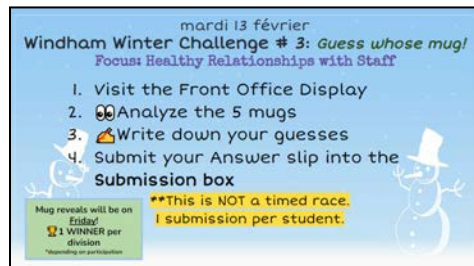 mardi 13 février
Windham Winter Challenge # 3: Guess whose mug!
Focus: Healthy Relationships with Staff
1. Visit the Front Office Display
2. 👀Analyze the 5 mugs
3. ✍️Write down your guesses
4. Submit your Answer slip into the
Submission box
**This is NOT a timed race.
1 submission per student.
Mug reveals will be on
Friday!
🏆1 WINNER per
division
*depending on participation